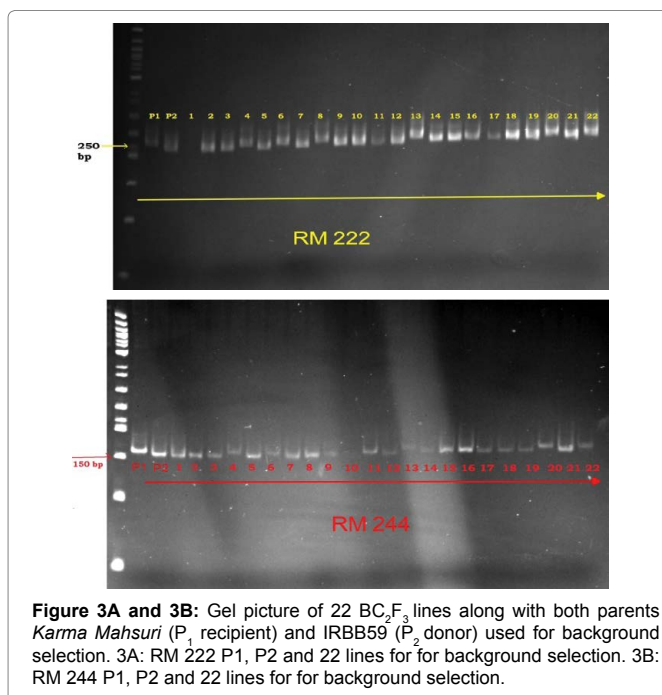 P1 P2 1 2 3 4 5 6 7 8 9 10 11 12 13 14 15 16 17 18 19 20 21 22
250
bp
RM 222
150 bp
P1 P2 1 2 3 4 5 6 7 8 9 10 11 12 13 14 15 16 17 18 19 20 21 22
RM 244
Figure 3A and 3B: Gel picture of 22 BC₂F₃ lines along with both parents
Karma Mahsuri (P₁ recipient) and IRBB59 (P₂ donor) used for background
selection. 3A: RM 222 P1, P2 and 22 lines for for background selection. 3B:
RM 244 P1, P2 and 22 lines for for background selection.